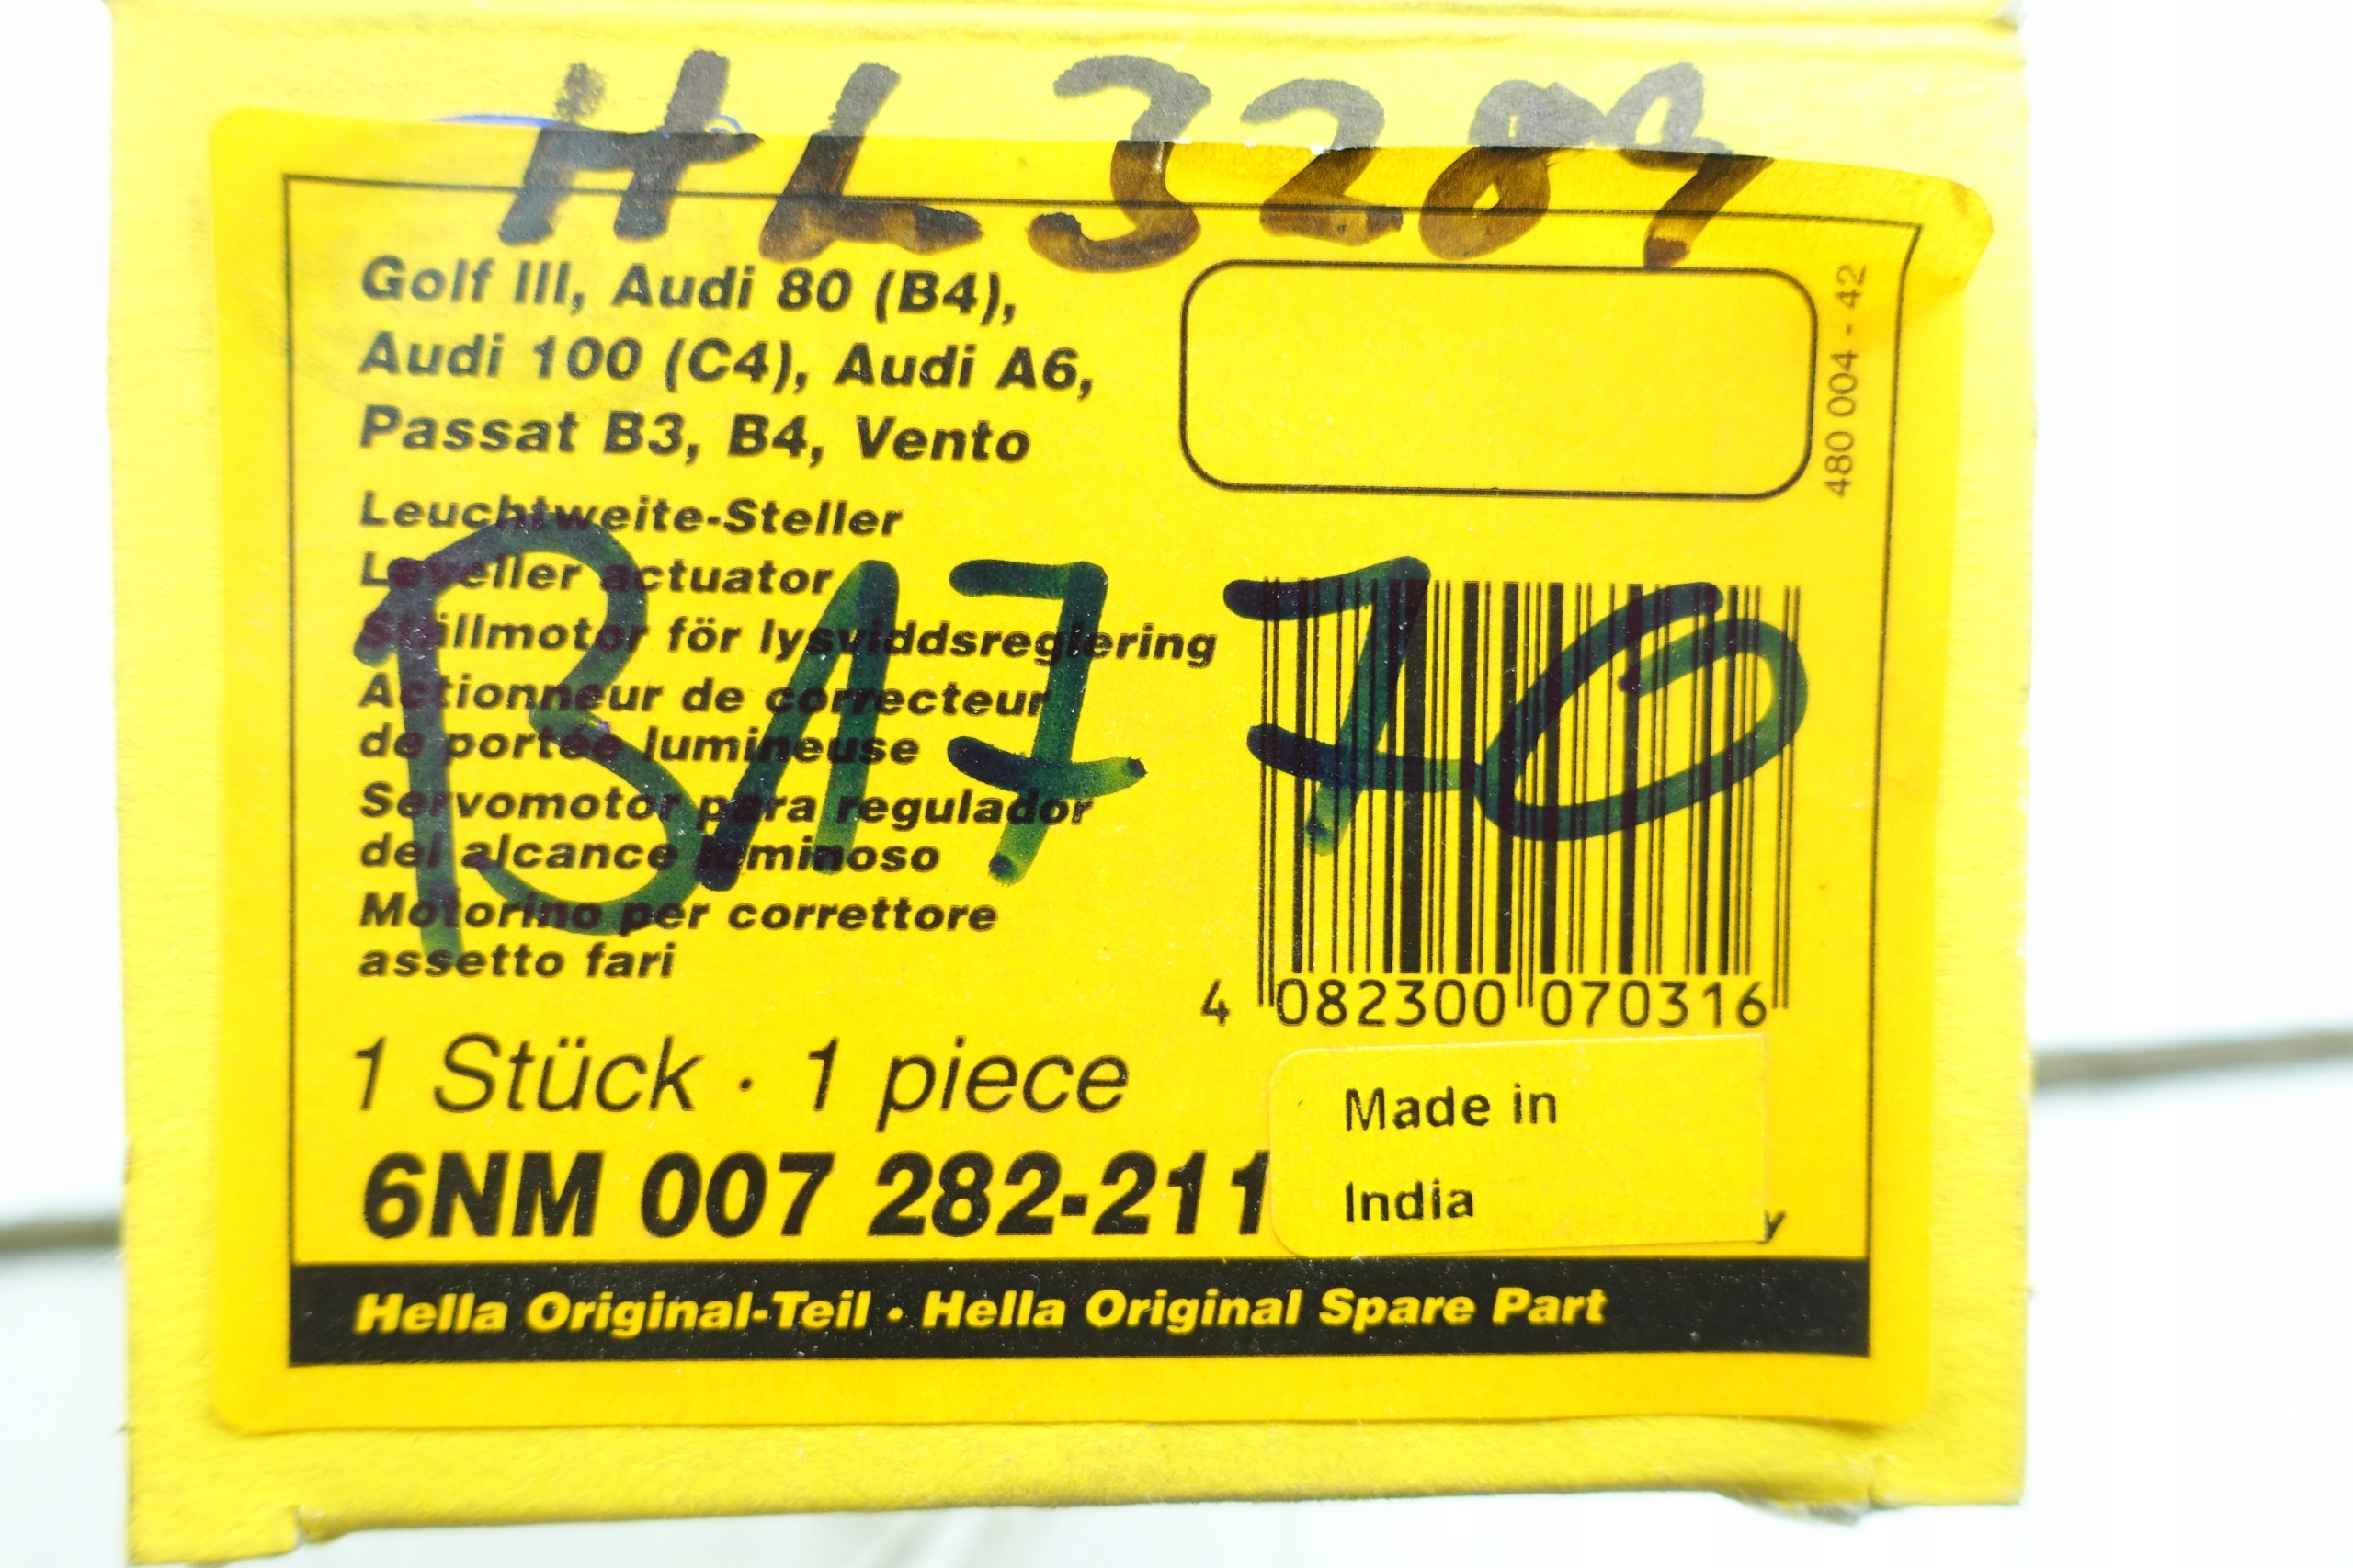 HL 3289
Golf III, Audi 80 (B4),
Audi 100 (C4), Audi A6,
Passat B3, B4, Vento
480 004 - 42
Leuchtweite-Steller
Leveller actuator
Ställmotor för lysviddsreglering
Actionneur de correcteur
de portée lumineuse
Servomotor para regulador
del alcance luminoso
Motorino per correttore
assetto fari
B1770
4 082300 070316
1 Stück · 1 piece
Made in
India
y
6NM 007 282-211
Hella Original-Teil · Hella Original Spare Part